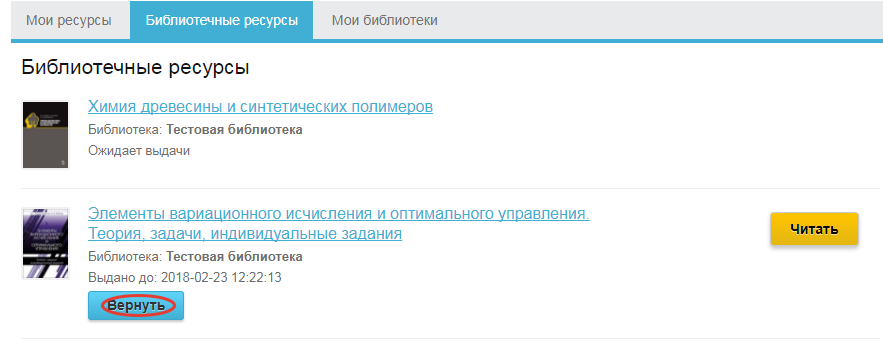 Мои ресурсы Библиотечные ресурсы Мои библиотеки
Библиотечные ресурсы
Химия древесины и синтетических полимеров
Библиотека: Тестовая библиотека
Ожидает выдачи
Элементы вариационного исчисления и оптимального управления.
Теория, задачи, индивидуальные задания
Читать
Библиотека: Тестовая библиотека
Выдано до: 2018-02-23 12:22:13
Вернуть